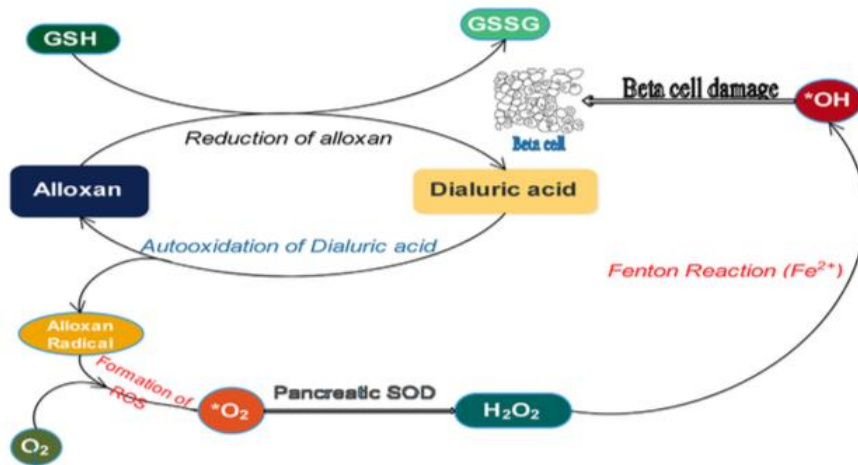 GSH
GSSG
Beta cell damage
*OH
Beta cell
Reduction of alloxan
Alloxan
Dialuric acid
Autooxidation of Dialuric acid
Fenton Reaction (Fe²⁺)
Alloxan
Radical
Formation of
ROS
*O₂
Pancreatic SOD
H₂O₂
O₂